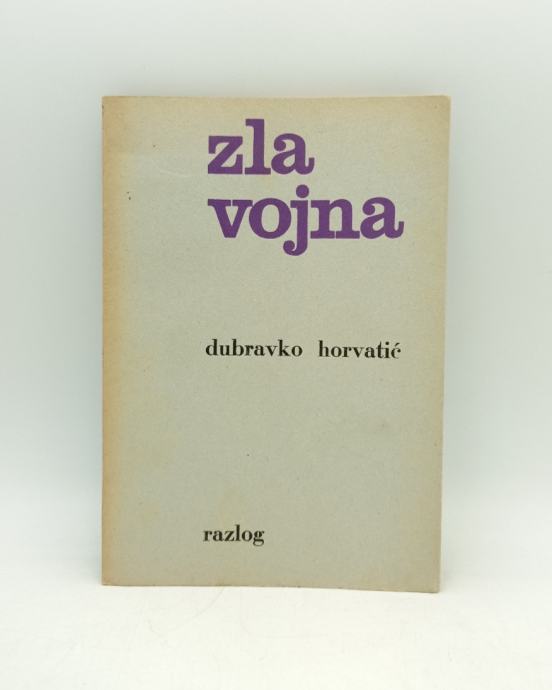 zla
vojna
dubravko horvatić
razlog